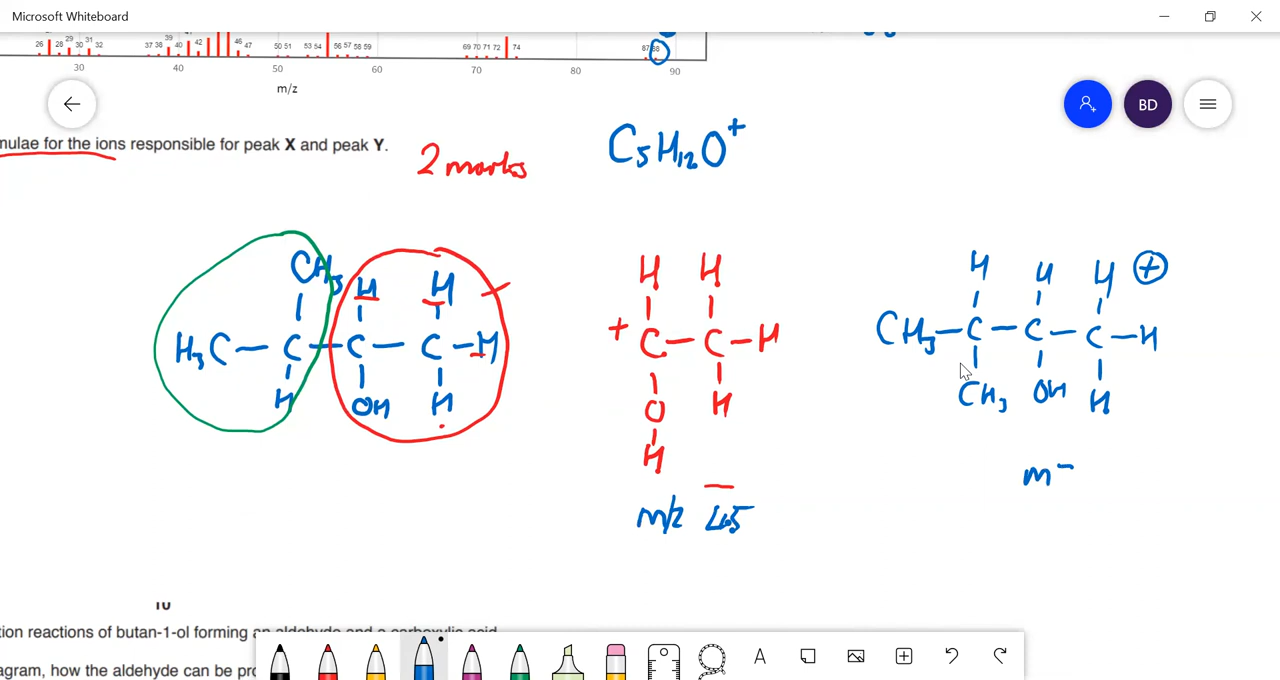 Microsoft Whiteboard
26 28 29 30 31 32 37 38 39 40 41 42 46 47 50 51 53 54 56 57 58 59 69 70 71 72 74 87 88
30 40 50 60 70 80 90
m/z
BD
mulae for the ions responsible for peak X and peak Y.
2 marks
C5H12O+
CH3 H H
H3C — C — C — C — H
H OH H
H H
+ C — C — H
O H
H
m/z 45
H H H +
CH3 — C — C — C — H
CH3 OH H
m
10
tion reactions of butan-1-ol forming an aldehyde and a carboxylic acid
agram, how the aldehyde can be pro
A